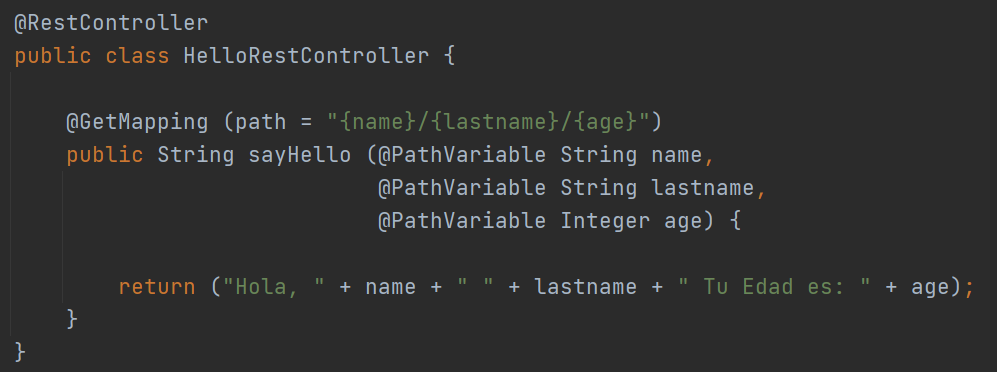 @RestController
public class HelloRestController {
@GetMapping (path = "{name}/{lastname}/{age}")
public String sayHello (@PathVariable String name,
@PathVariable String lastname,
@PathVariable Integer age) {
return ("Hola, " + name + " " + lastname + " Tu Edad es: " + age);
}
}